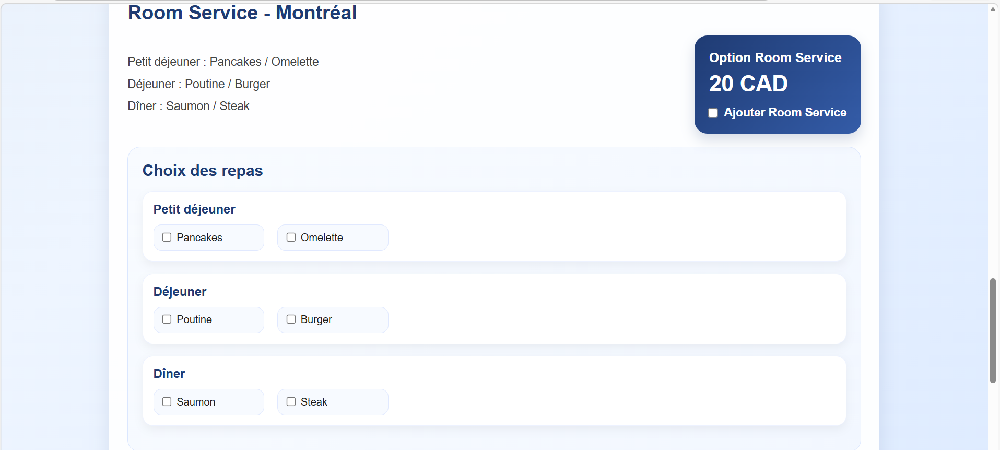 Room Service - Montréal
Petit déjeuner : Pancakes / Omelette
Déjeuner : Poutine / Burger
Dîner : Saumon / Steak
Option Room Service
20 CAD
Ajouter Room Service
Choix des repas
Petit déjeuner
Pancakes
Omelette
Déjeuner
Poutine
Burger
Dîner
Saumon
Steak